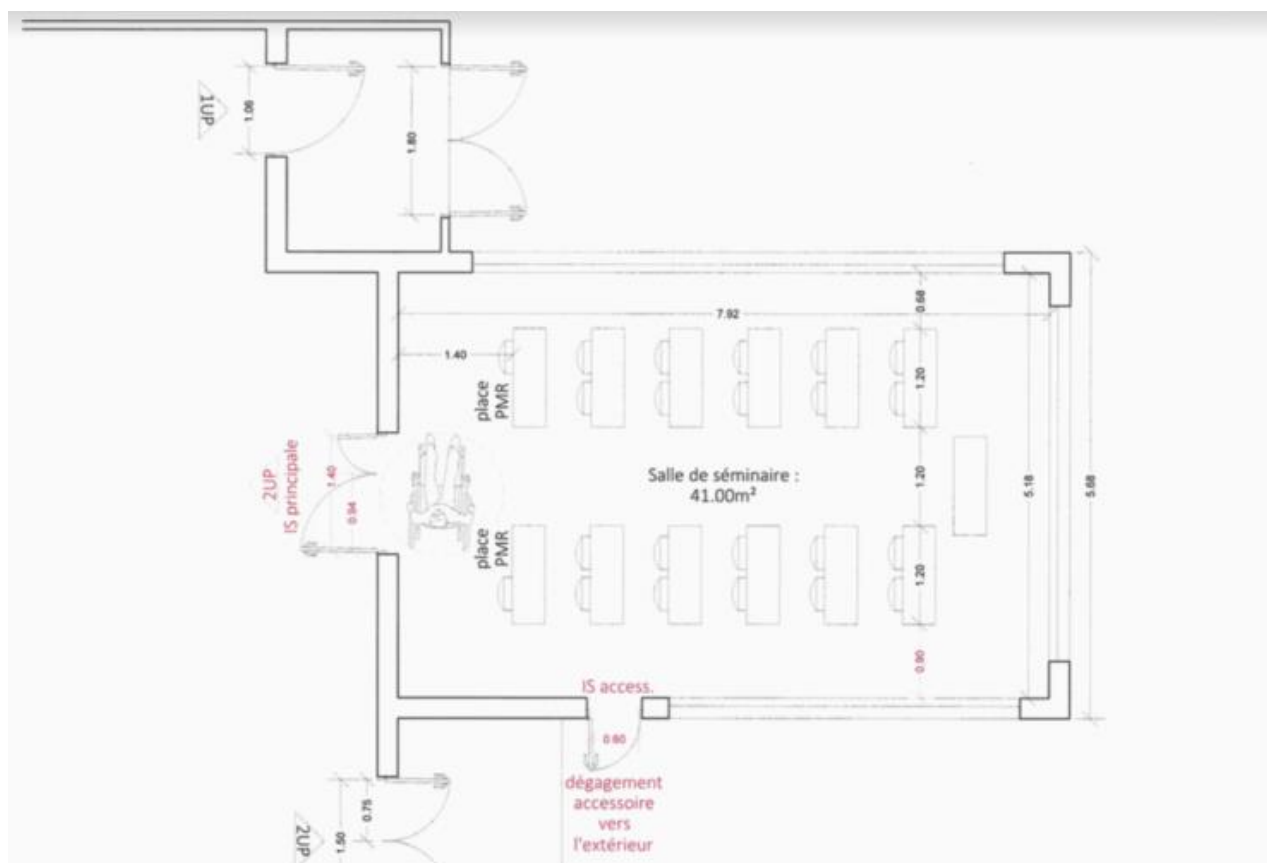 1UP
1.06
1.80
7.92
0.68
1.40
place
PMR
1.20
2UP
IS principale
1.40
0.94
Salle de séminaire :
41.00m²
1.20
5.18
5.68
place
PMR
1.20
0.90
IS access.
0.60
dégagement
accessoire
vers
l'extérieur
2UP
1.50
0.75